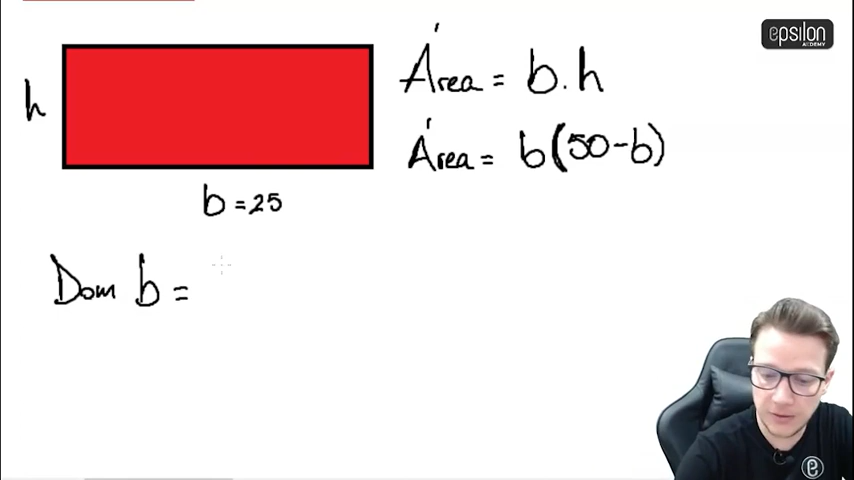 epsilon
ACADEMY
h
Área = b.h
Área = b(50-b)
b = 25
Dom b =
e